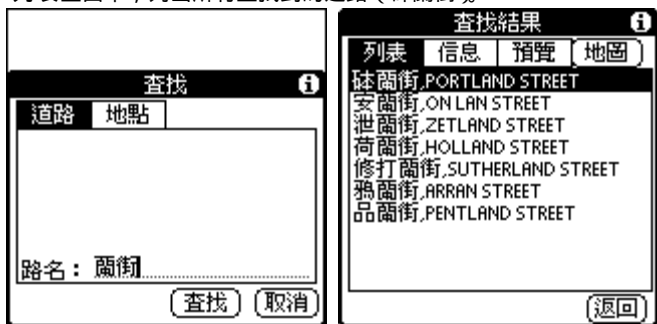 查找
道路 地點
路名：蘭街
查找 取消
查找結果
列表 信息 預覽 地圖
砵蘭街,PORTLAND STREET
安蘭街,ON LAN STREET
泄蘭街,ZETLAND STREET
荷蘭街,HOLLAND STREET
修打蘭街,SUTHERLAND STREET
鴉蘭街,ARRAN STREET
品蘭街,PENTLAND STREET
返回